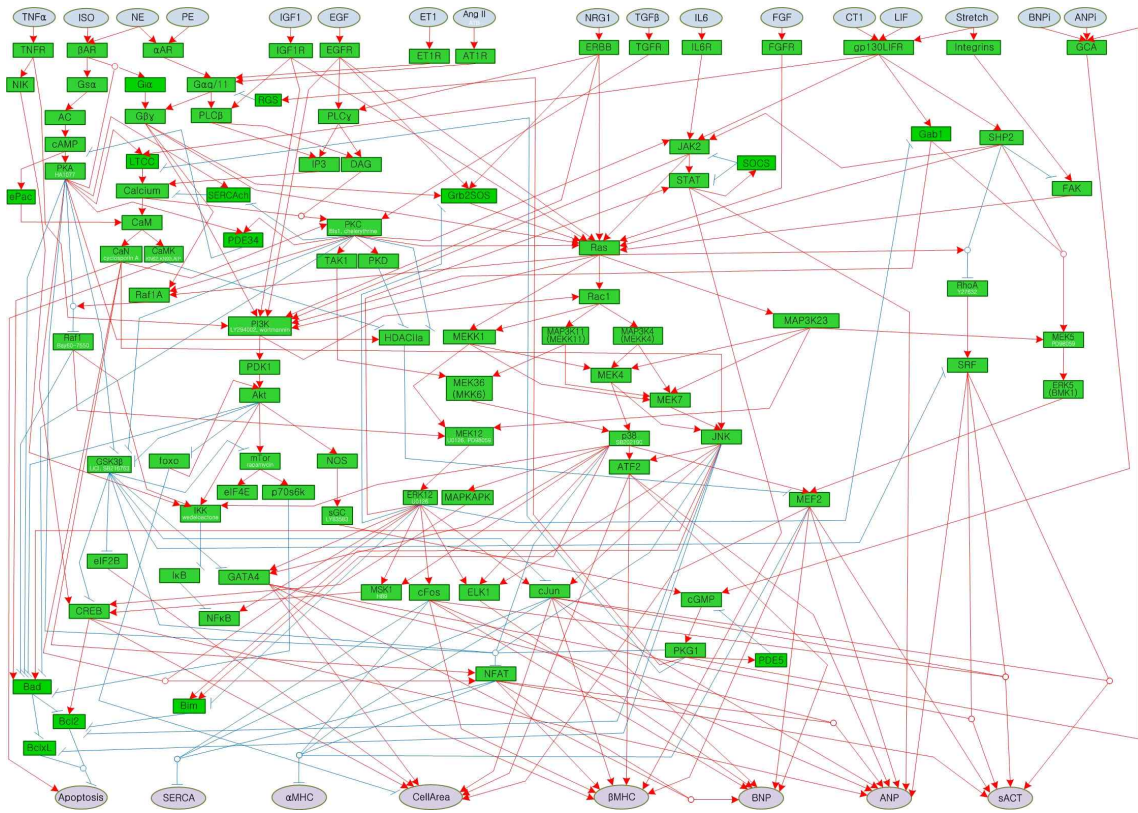 TNFα ISO NE PE IGF1 EGF ET1 Ang II NRG1 TGFβ IL6 FGF CT1 LIF Stretch BNPi ANPi
TNFR βAR αAR IGF1R EGFR ET1R AT1R ERBB TGFR IL6R FGFR gp130LIFR Integrins GCA
NIK Gsα Giα Gαq/11 RGS
AC Gβγ PLCβ PLCγ Gab1 SHP2
cAMP JAK2
PKA LTCC IP3 DAG SOCS
HA1077
STAT
ePac Calcium SERCAch Grb2SOS FAK
CaM PKC
PDE34 Ras
CaN CaMK TAK1 PKD
cyclosporin A
Raf1A Rac1 RhoA
Y27632
PI3K MAP3K23
Raf1 HDACIIa MEKK1 MAP3K11 MAP3K4 MEK5
(MEKK11) (MEKK4)
PDK1 MEK4 SRF
Akt MEK36 ERK5
(MKK6) (BMK1)
MEK7
MEK12 p38 JNK
GSK3β foxo mTor NOS ATF2
rapamycin
eIF4E p70s6k ERK12 MAPKAPK MEF2
IKK sGC
wedelolactone
eIF2B IκB GATA4 MSK1 cFos ELK1 cJun cGMP
CREB NFκB
PKG1
NFAT PDE5
Bad
Bim
Bcl2
BclxL
Apoptosis SERCA αMHC CellArea βMHC BNP ANP sACT